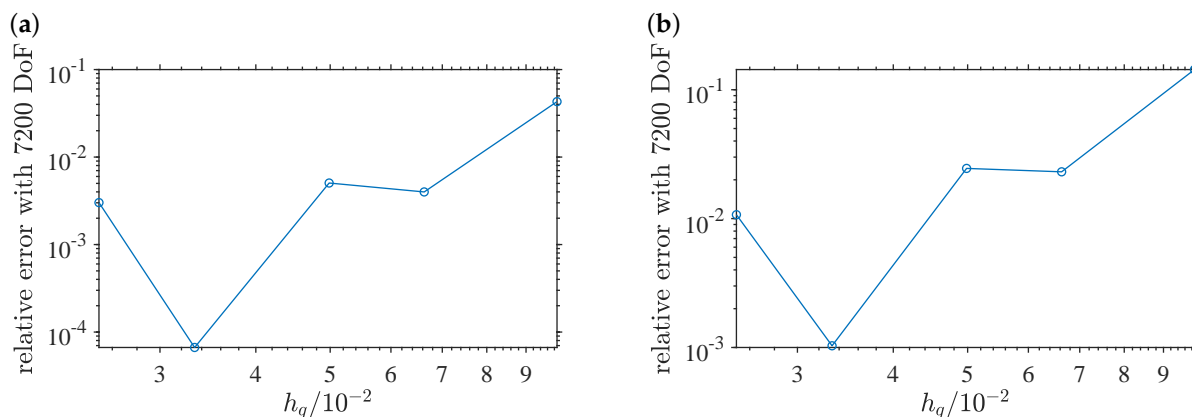 (a)
relative error with 7200 DoF
10^-1
10^-2
10^-3
10^-4
3 4 5 6 7 8 9
h_q/10^-2
(b)
relative error with 7200 DoF
10^-1
10^-2
10^-3
3 4 5 6 7 8 9
h_q/10^-2